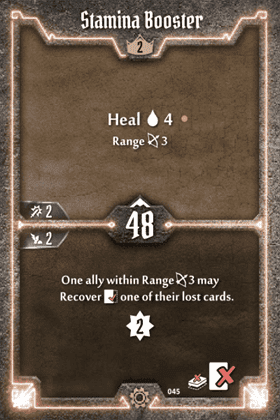 Stamina Booster
2
Heal 4
Range 3
2
48
2
One ally within Range 3 may
Recover one of their lost cards.
2
045